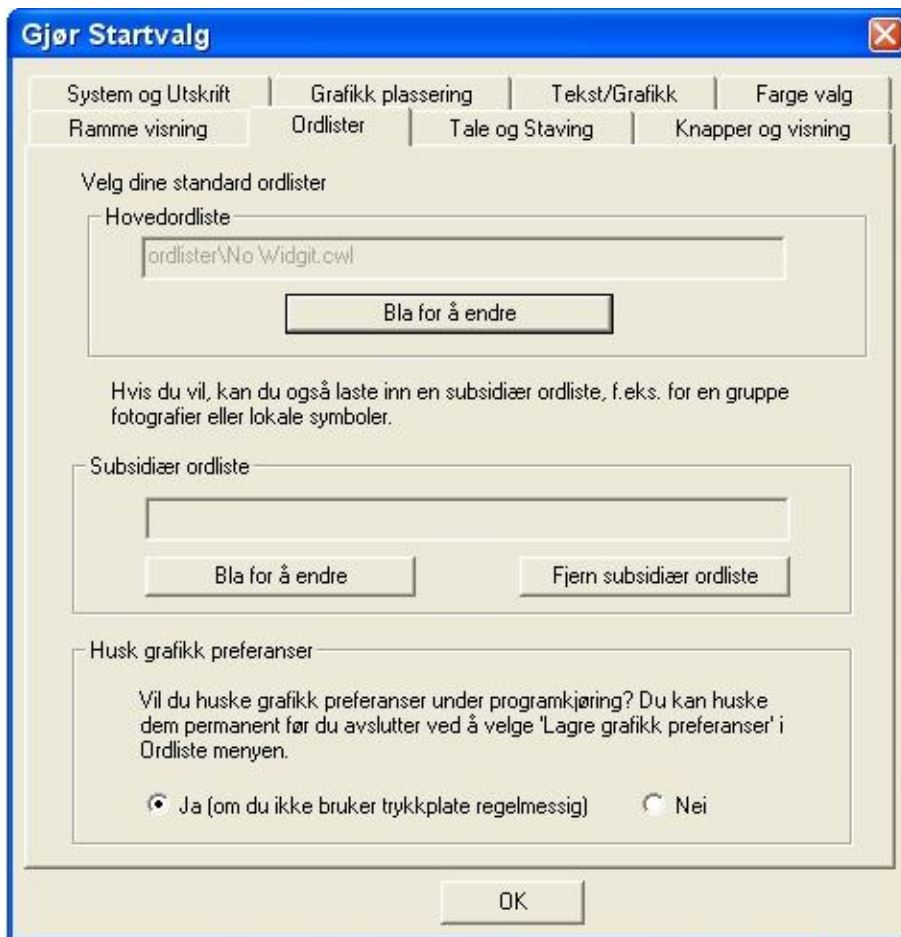 Gjør Startvalg
System og Utskrift
Grafikk plassering
Tekst/Grafikk
Farge valg
Ramme visning
Ordlister
Tale og Staving
Knapper og visning
Velg dine standard ordlister
Hovedordliste
ordlister\No Widgit.cwl
Bla for å endre
Hvis du vil, kan du også laste inn en subsidiær ordliste, f.eks. for en gruppe
fotografier eller lokale symboler.
Subsidiær ordliste
Bla for å endre
Fjern subsidiær ordliste
Husk grafikk preferanser
Vil du huske grafikk preferanser under programkjøring? Du kan huske
dem permanent før du avslutter ved å velge 'Lagre grafikk preferanser' i
Ordliste menyen.
Ja (om du ikke bruker trykkplate regelmessig)
Nei
OK